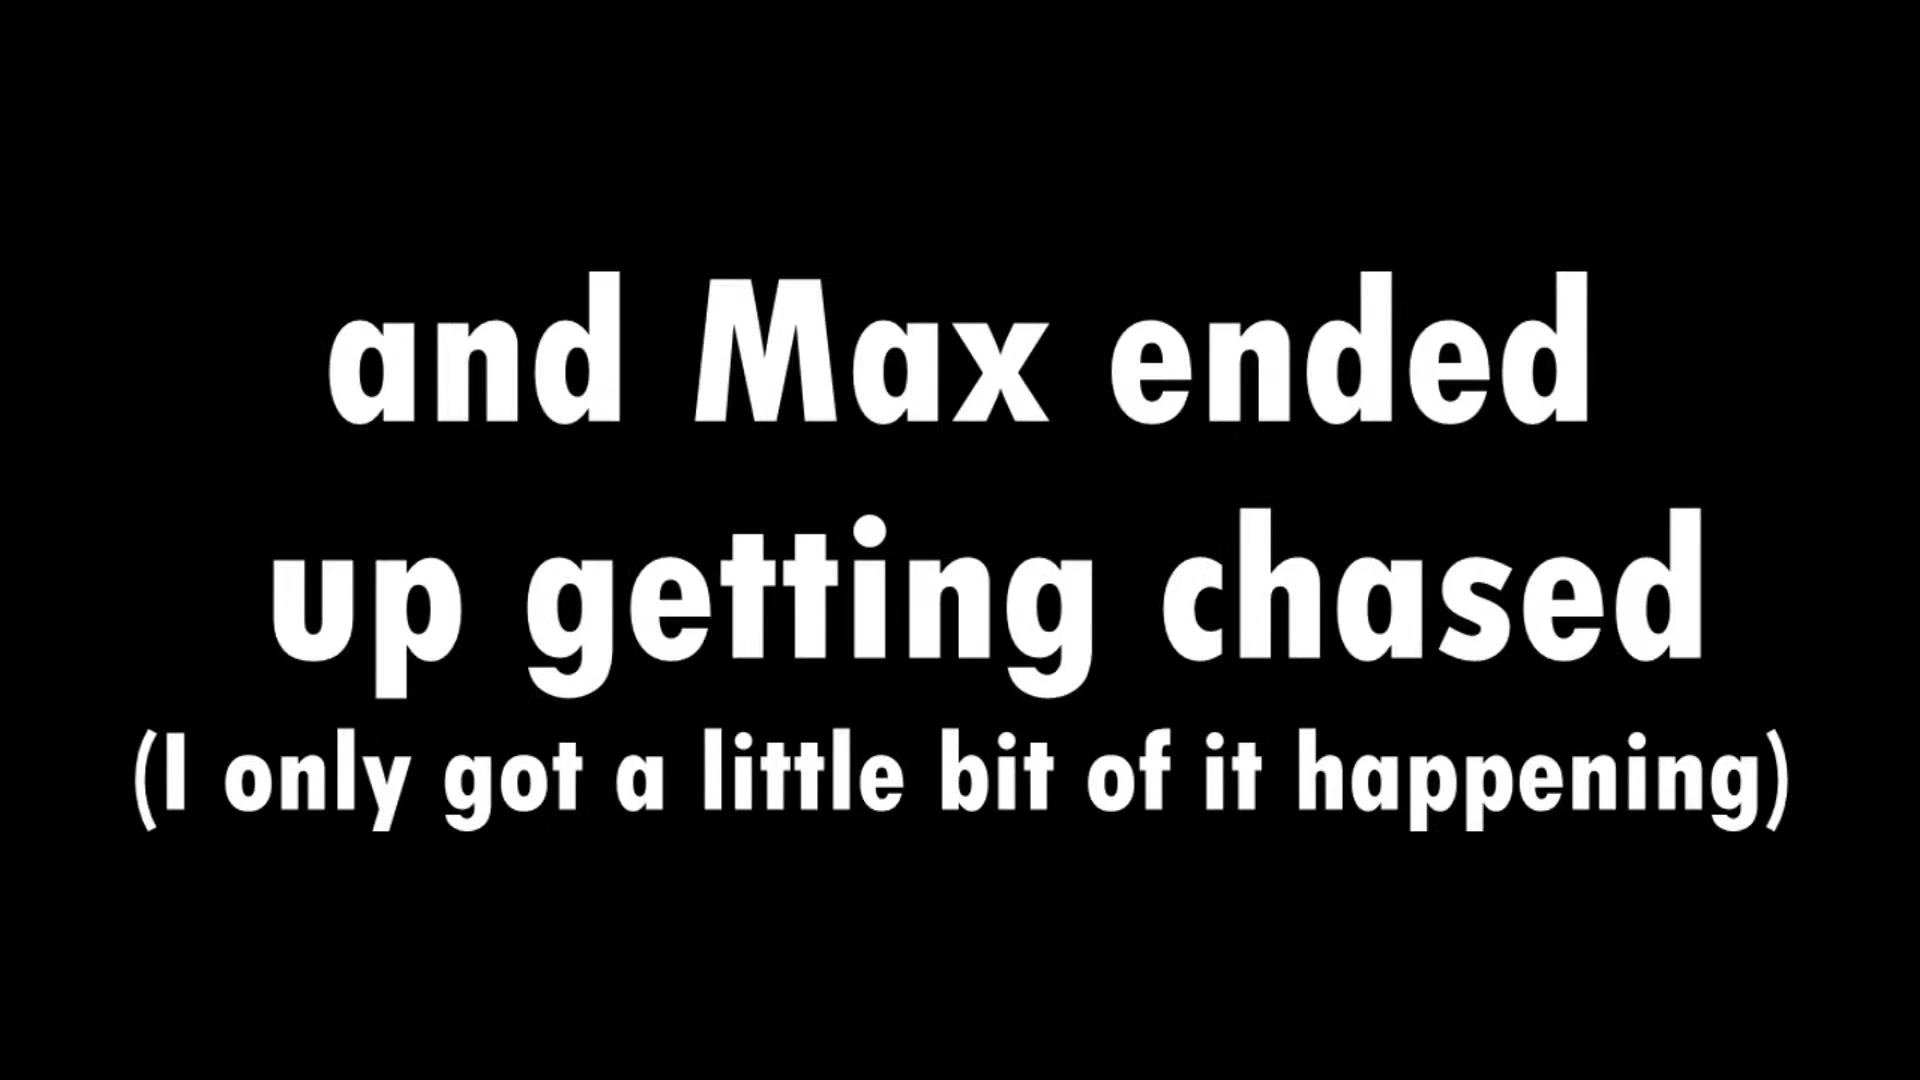 and Max ended
up getting chased
(I only got a little bit of it happening)